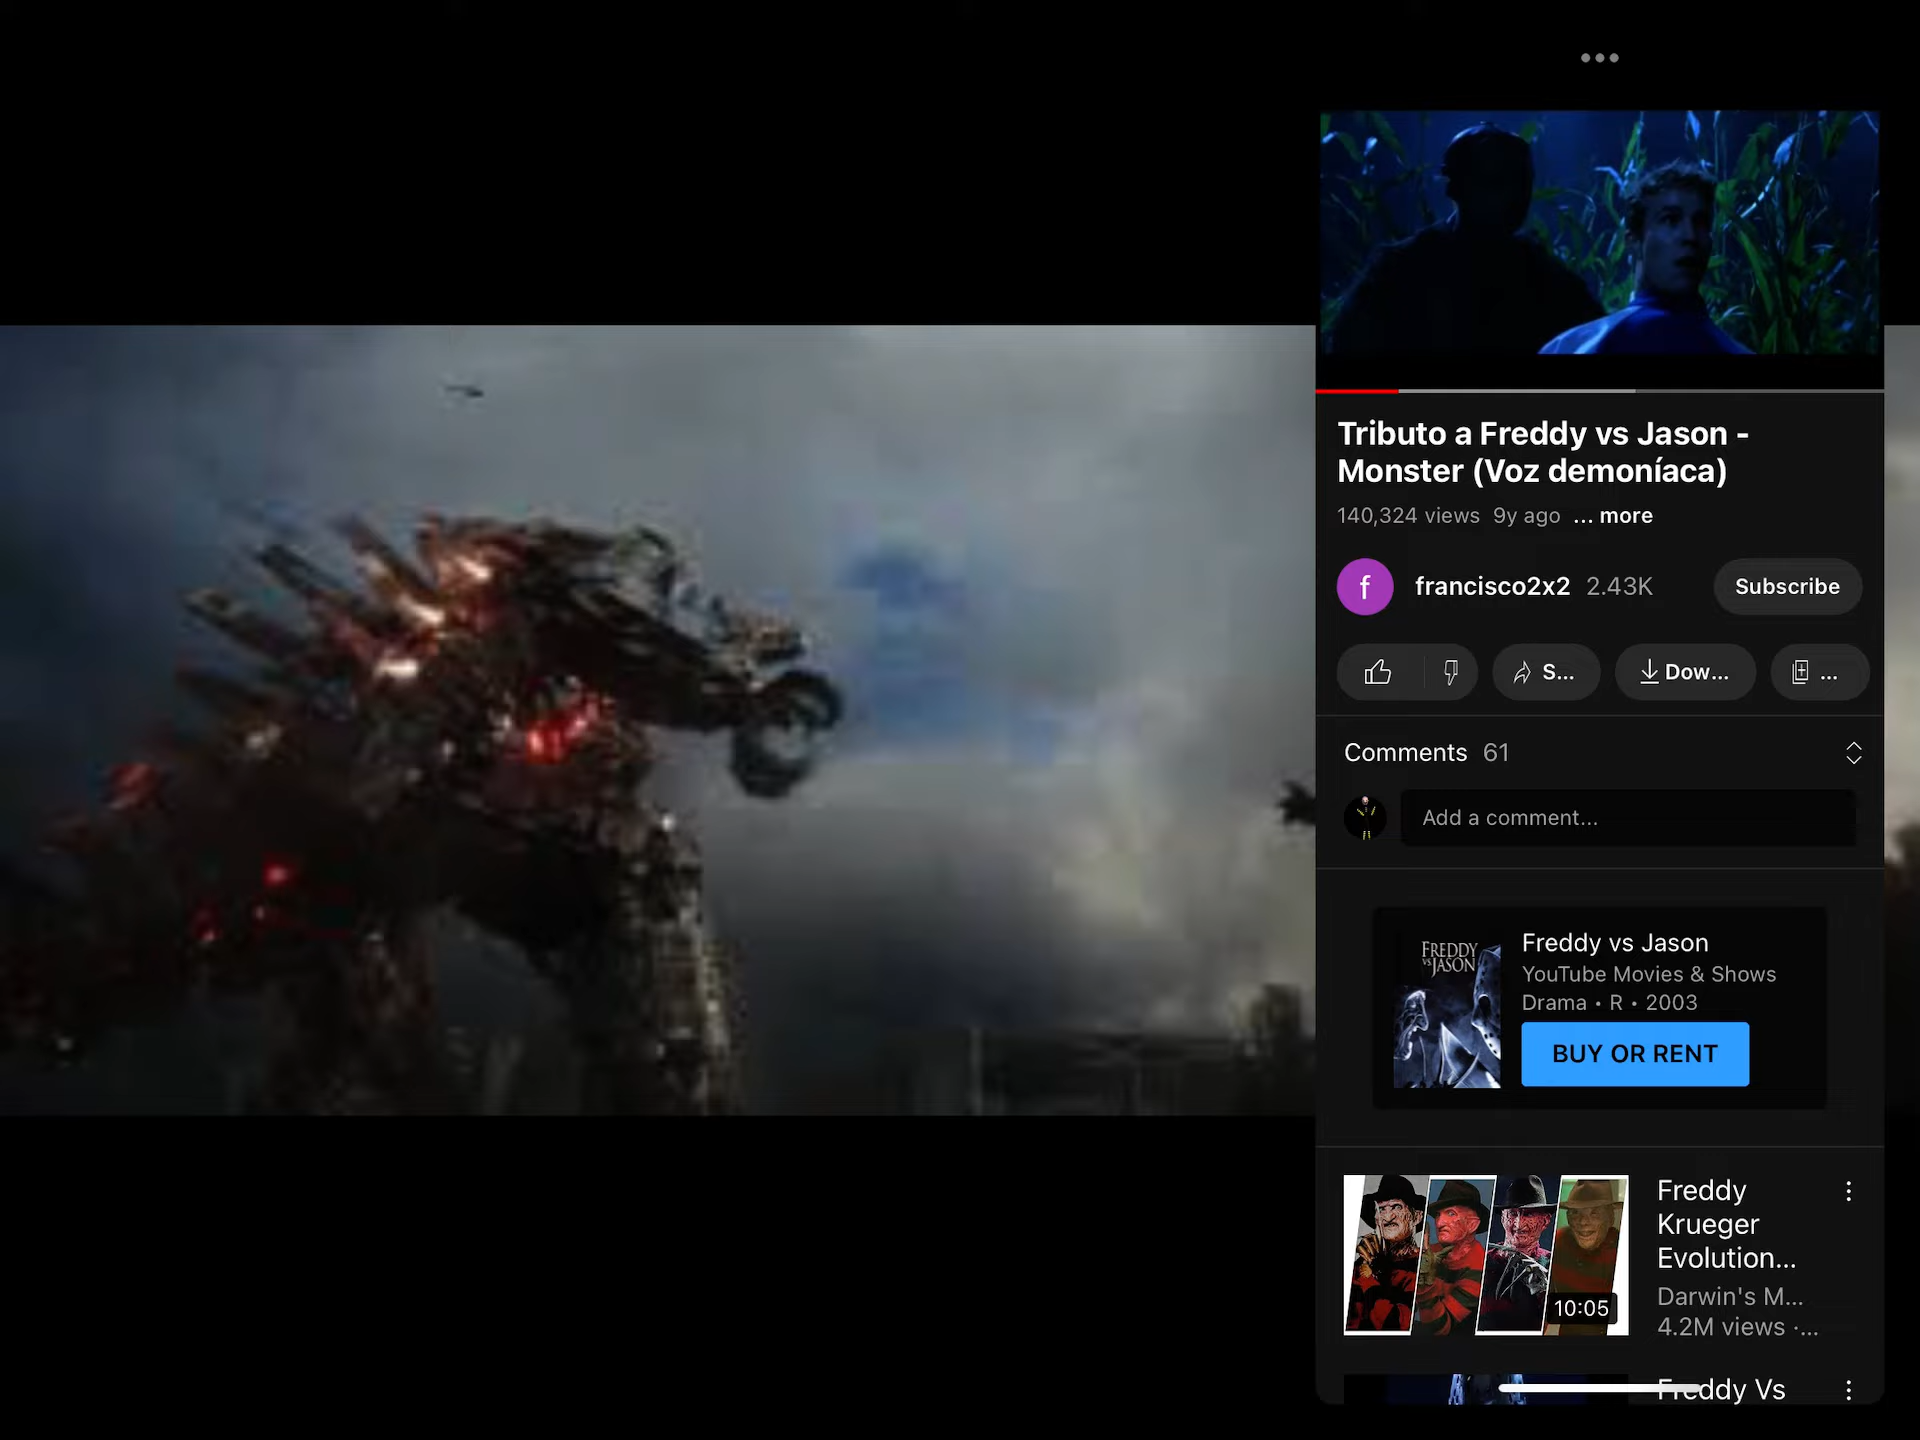 Tributo a Freddy vs Jason -
Monster (Voz demoníaca)
140,324 views 9y ago ... more
f francisco2x2 2.43K Subscribe
S... Dow... ...
Comments 61
Add a comment...
FREDDY
VS JASON
Freddy vs Jason
YouTube Movies & Shows
Drama • R • 2003
BUY OR RENT
10:05
Freddy
Krueger
Evolution...
Darwin's M...
4.2M views ·...
Freddy Vs